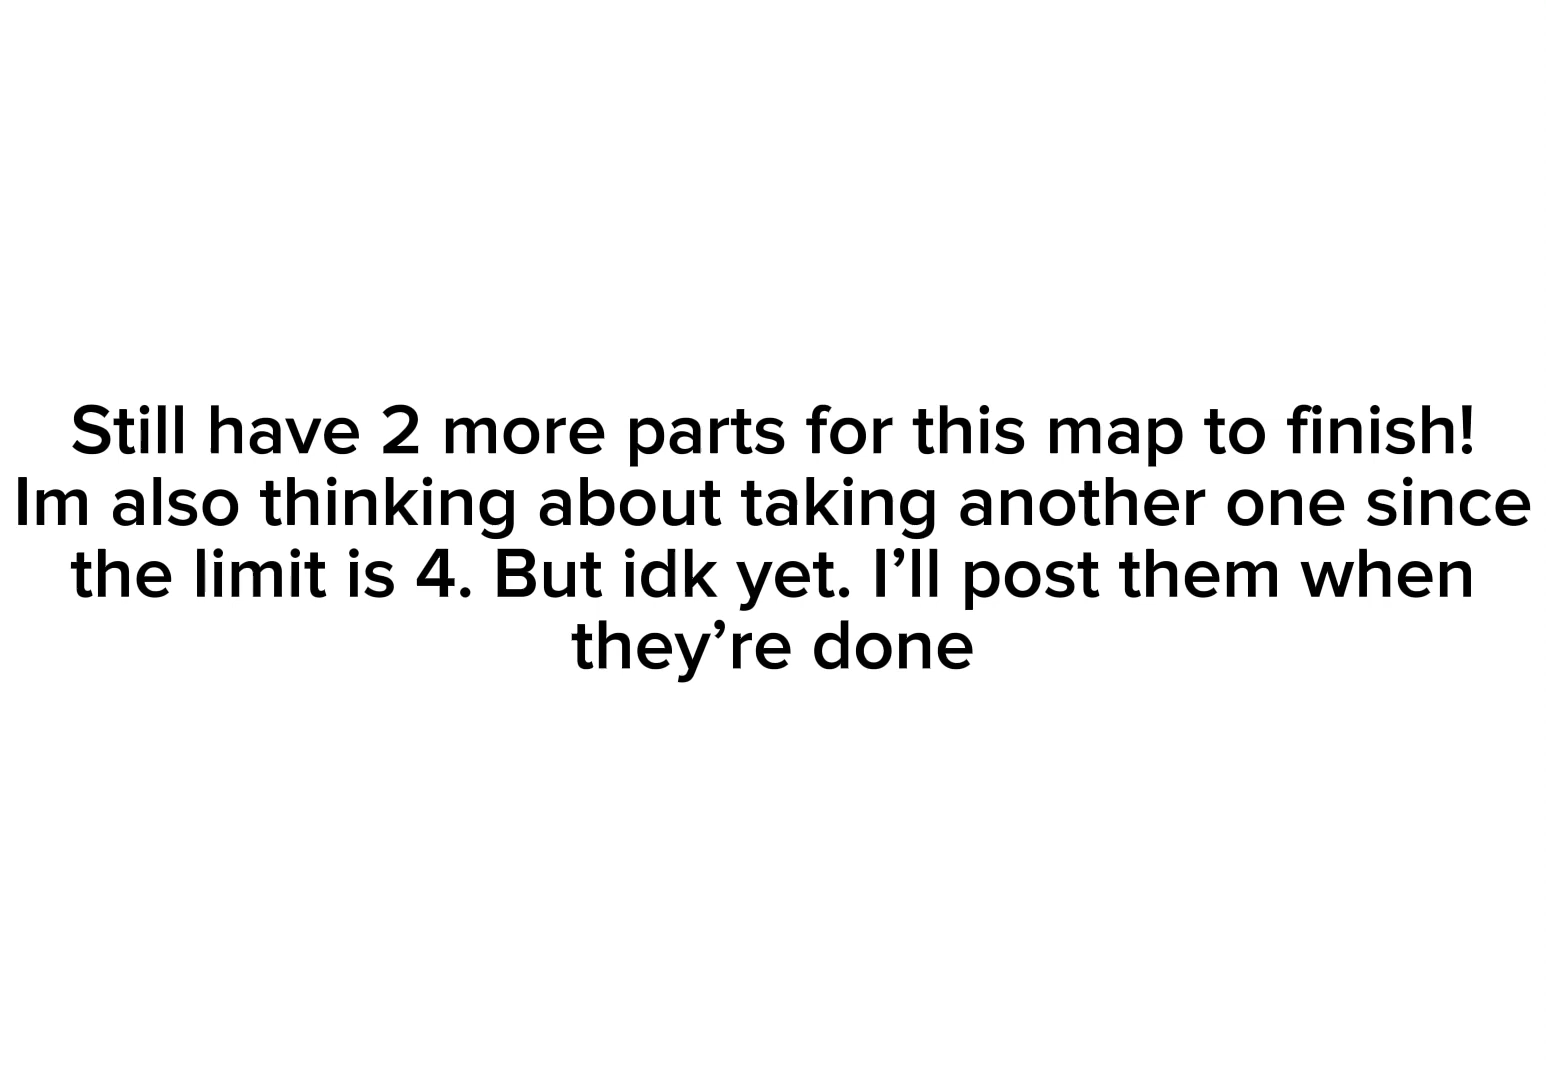 Still have 2 more parts for this map to finish!
Im also thinking about taking another one since
the limit is 4. But idk yet. I’ll post them when
they’re done